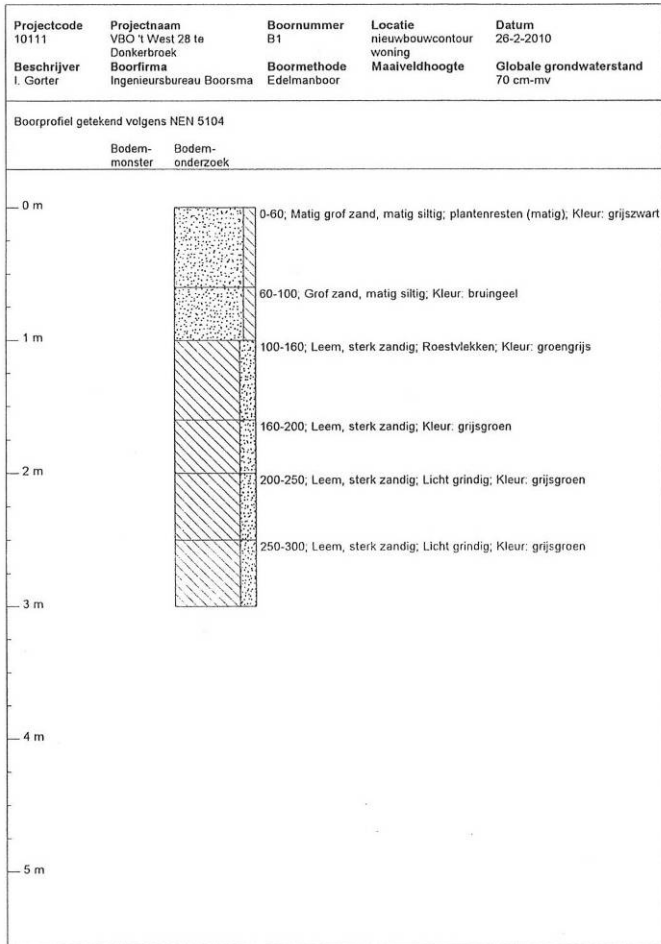 Projectcode Projectnaam Boornummer Locatie Datum
10111 VBO 't West 28 te B1 nieuwbouwcontour 26-2-2010
Donkerbroek woning
Beschrijver Boorfirma Boormethode Maaiveldhoogte Globale grondwaterstand
I. Gorter Ingenieursbureau Boorsma Edelmanboor 70 cm-mv
Boorprofiel getekend volgens NEN 5104
Bodem- Bodem-
monster onderzoek
0 m
0-60; Matig grof zand, matig siltig; plantenresten (matig); Kleur: grijszwart
60-100; Grof zand, matig siltig; Kleur: bruingeel
1 m
100-160; Leem, sterk zandig; Roestvlekken; Kleur: groengrijs
160-200; Leem, sterk zandig; Kleur: grijsgroen
2 m
200-250; Leem, sterk zandig; Licht grindig; Kleur: grijsgroen
250-300; Leem, sterk zandig; Licht grindig; Kleur: grijsgroen
3 m
4 m
5 m